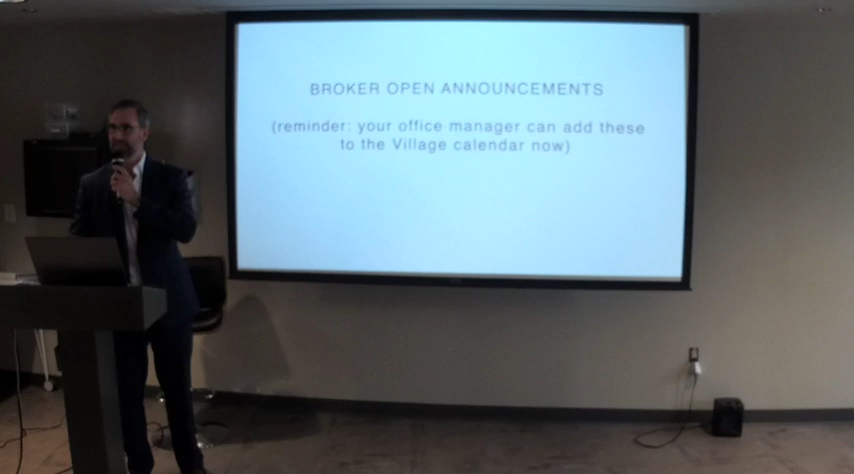 BROKER OPEN ANNOUNCEMENTS
(reminder: your office manager can add these
to the Village calendar now)